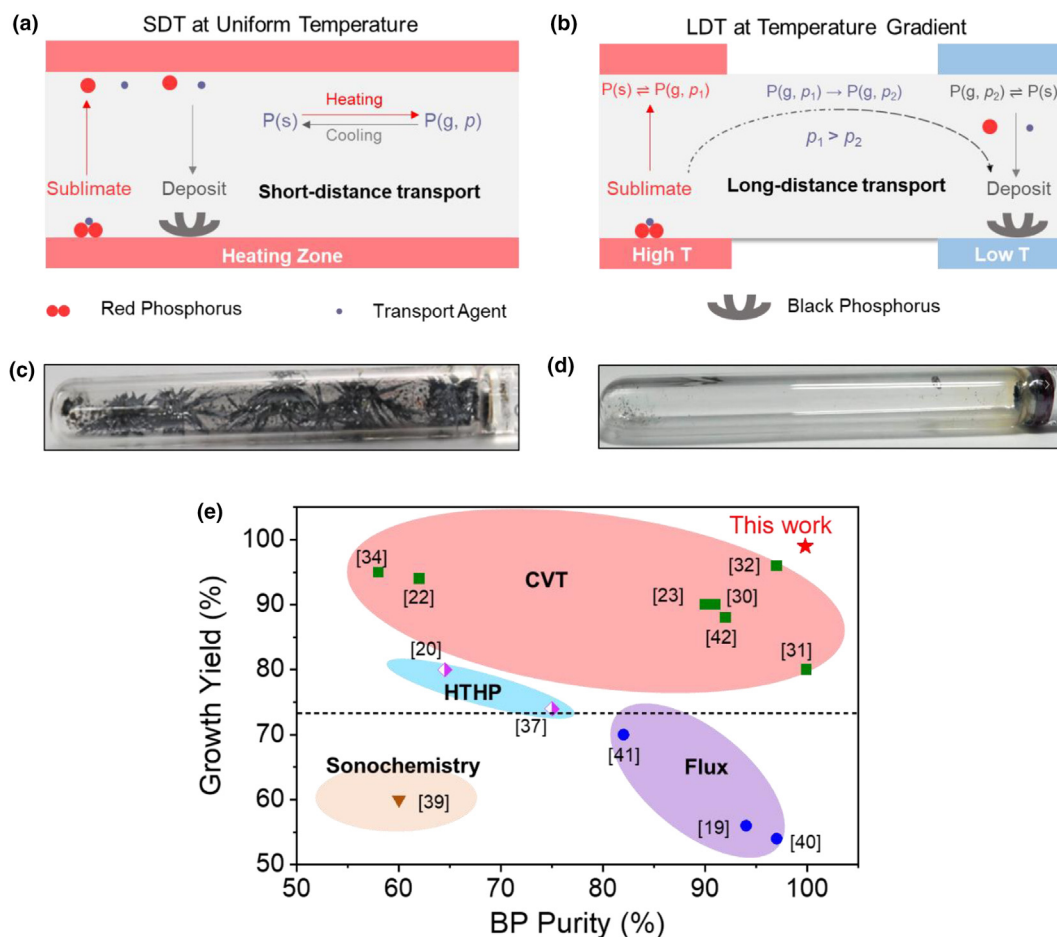 (a)
SDT at Uniform Temperature
Heating
P(s)
P(g, p)
Cooling
Sublimate
Deposit
Short-distance transport
Heating Zone
(b)
LDT at Temperature Gradient
P(s) ⇌ P(g, p₁)
P(g, p₁) → P(g, p₂)
P(g, p₂) ⇌ P(s)
p₁ > p₂
Sublimate
Long-distance transport
Deposit
High T
Low T
Red Phosphorus
Transport Agent
Black Phosphorus
(c)
(d)
(e)
Growth Yield (%)
100
90
80
70
60
50
This work
[34]
[22]
CVT
[32]
[23]
[30]
[42]
[31]
[20]
HTHP
[37]
[41]
Flux
Sonochemistry
[39]
[19]
[40]
50
60
70
80
90
100
BP Purity (%)